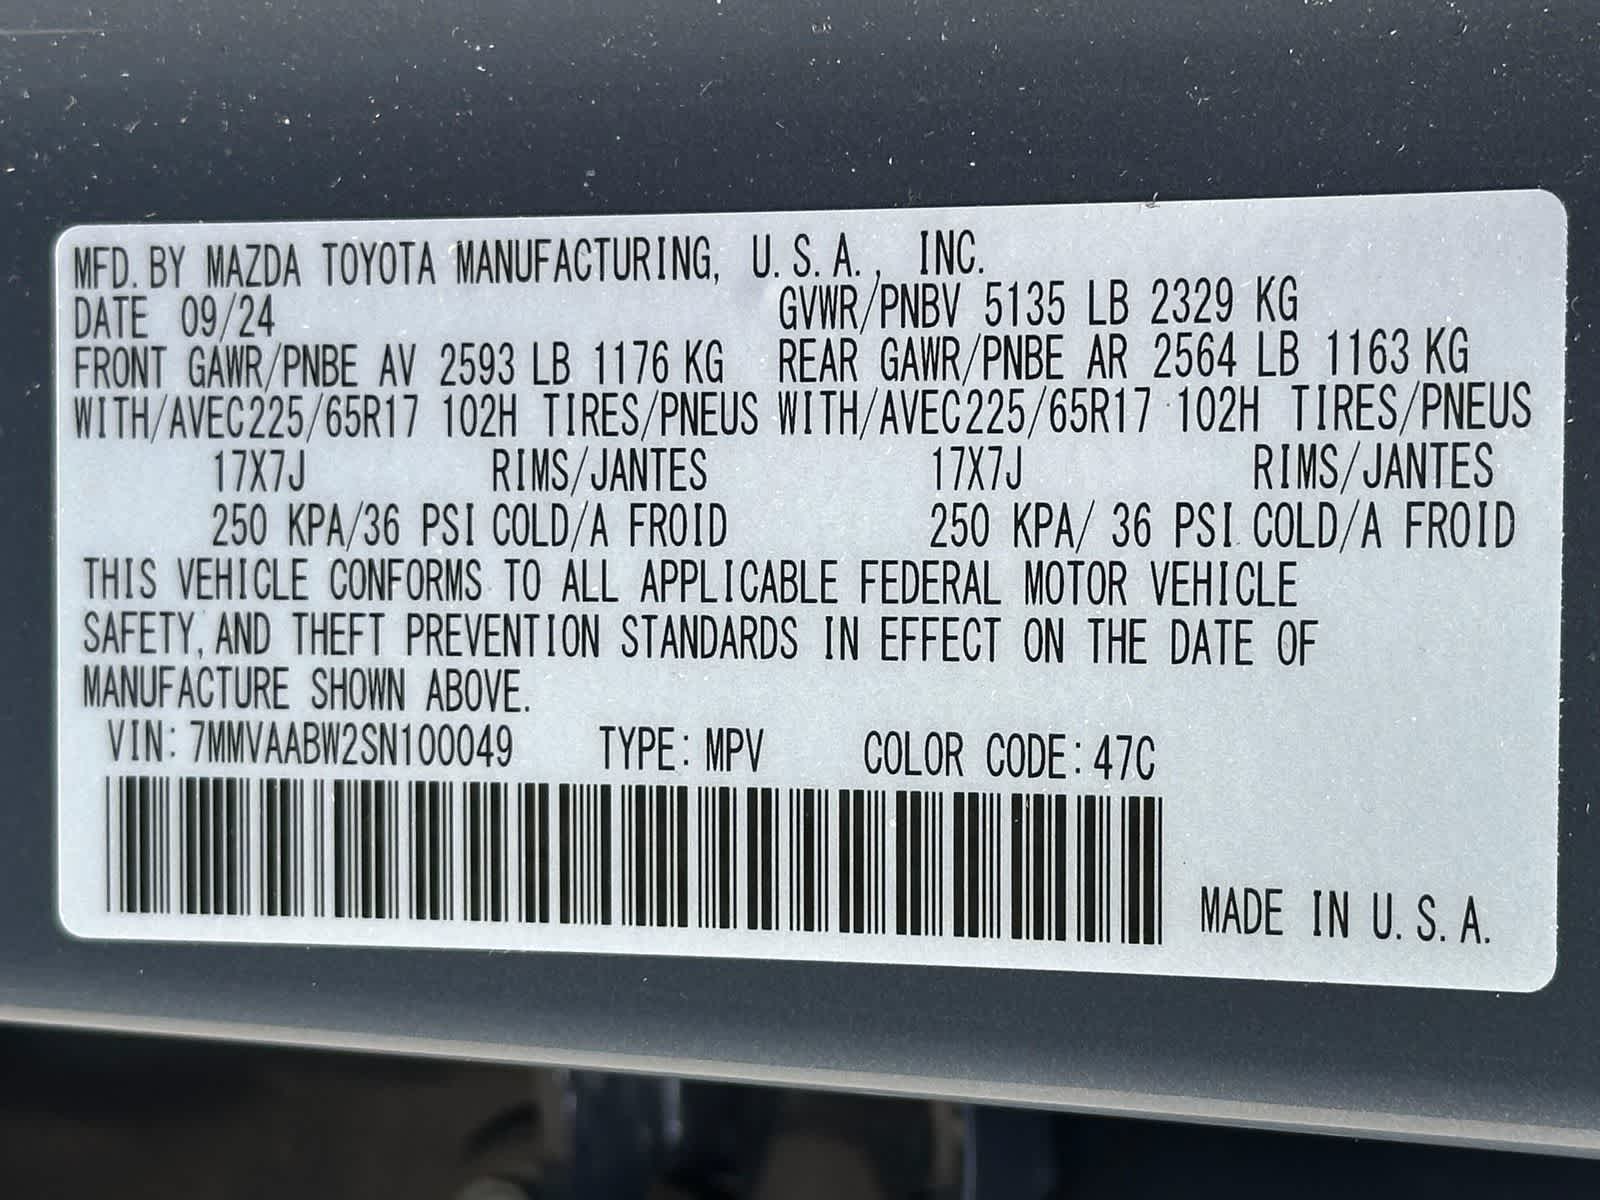 MFD. BY MAZDA TOYOTA MANUFACTURING, U.S.A., INC.
DATE 09/24 GVWR/PNBV 5135 LB 2329 KG
FRONT GAWR/PNBE AV 2593 LB 1176 KG REAR GAWR/PNBE AR 2564 LB 1163 KG
WITH/AVEC225/65R17 102H TIRES/PNEUS WITH/AVEC225/65R17 102H TIRES/PNEUS
17X7J RIMS/JANTES 17X7J RIMS/JANTES
250 KPA/36 PSI COLD/A FROID 250 KPA/ 36 PSI COLD/A FROID
THIS VEHICLE CONFORMS TO ALL APPLICABLE FEDERAL MOTOR VEHICLE
SAFETY, AND THEFT PREVENTION STANDARDS IN EFFECT ON THE DATE OF
MANUFACTURE SHOWN ABOVE.
VIN: 7MMVAABW2SN100049 TYPE: MPV COLOR CODE: 47C
MADE IN U.S.A.